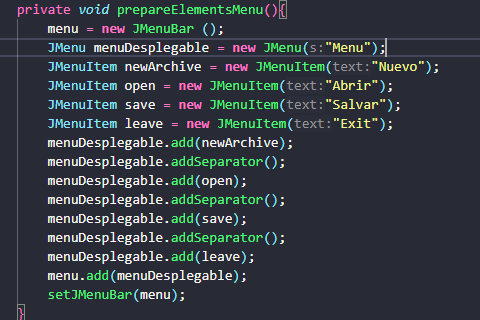 private void prepareElementsMenu(){
menu = new JMenuBar ();
JMenu menuDesplegable = new JMenu(s:"Menu");
JMenuItem newArchive = new JMenuItem(text:"Nuevo");
JMenuItem open = new JMenuItem(text:"Abrir");
JMenuItem save = new JMenuItem(text:"Salvar");
JMenuItem leave = new JMenuItem(text:"Exit");
menuDesplegable.add(newArchive);
menuDesplegable.addSeparator();
menuDesplegable.add(open);
menuDesplegable.addSeparator();
menuDesplegable.add(save);
menuDesplegable.addSeparator();
menuDesplegable.add(leave);
menu.add(menuDesplegable);
setJMenuBar(menu);
}